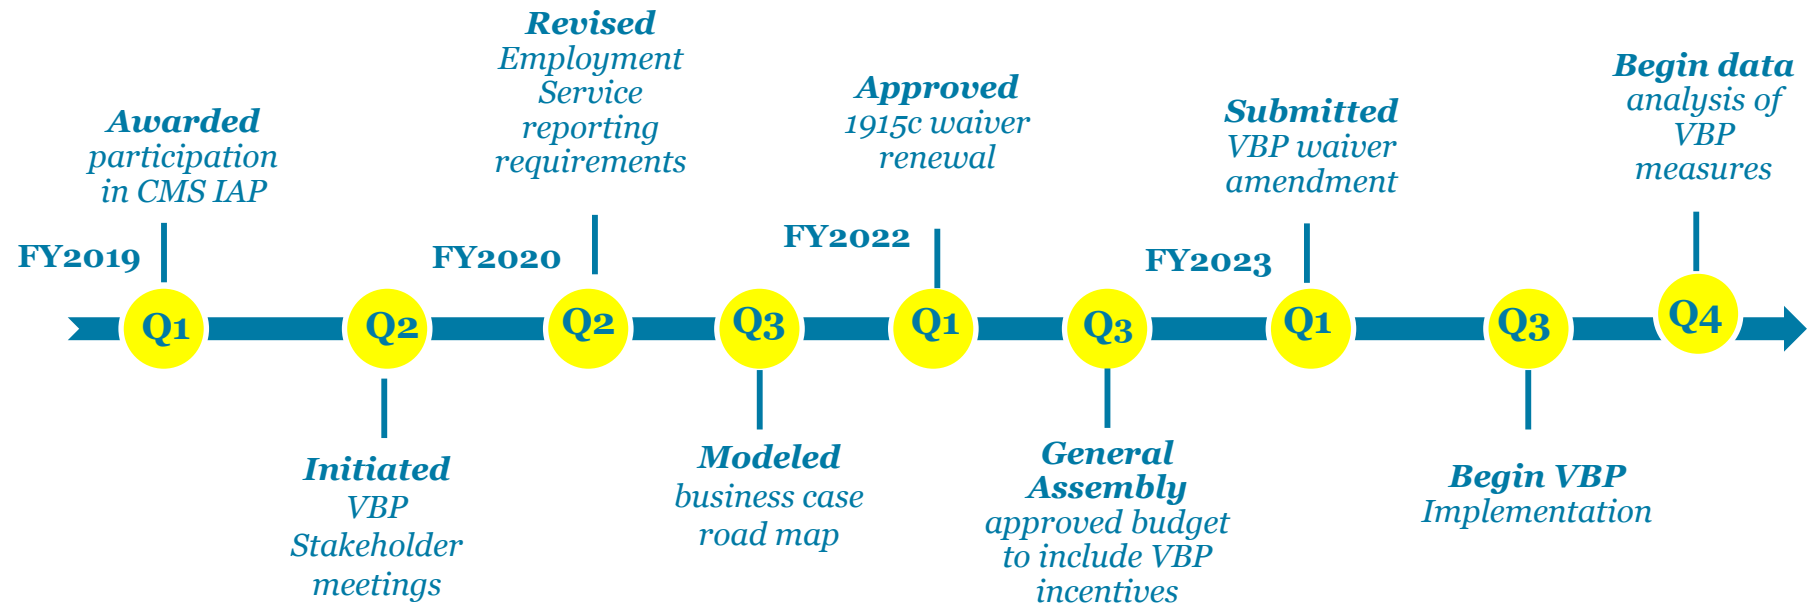 Awarded
participation
in CMS IAP
FY2019
Q1
Q2
Initiated
VBP
Stakeholder
meetings
Revised
Employment
Service
reporting
requirements
FY2020
Q2
Q3
Modeled
business case
road map
Approved
1915c waiver
renewal
FY2022
Q1
Q3
General
Assembly
approved budget
to include VBP
incentives
Submitted
VBP waiver
amendment
FY2023
Q1
Q3
Begin VBP
Implementation
Begin data
analysis of
VBP
measures
Q4